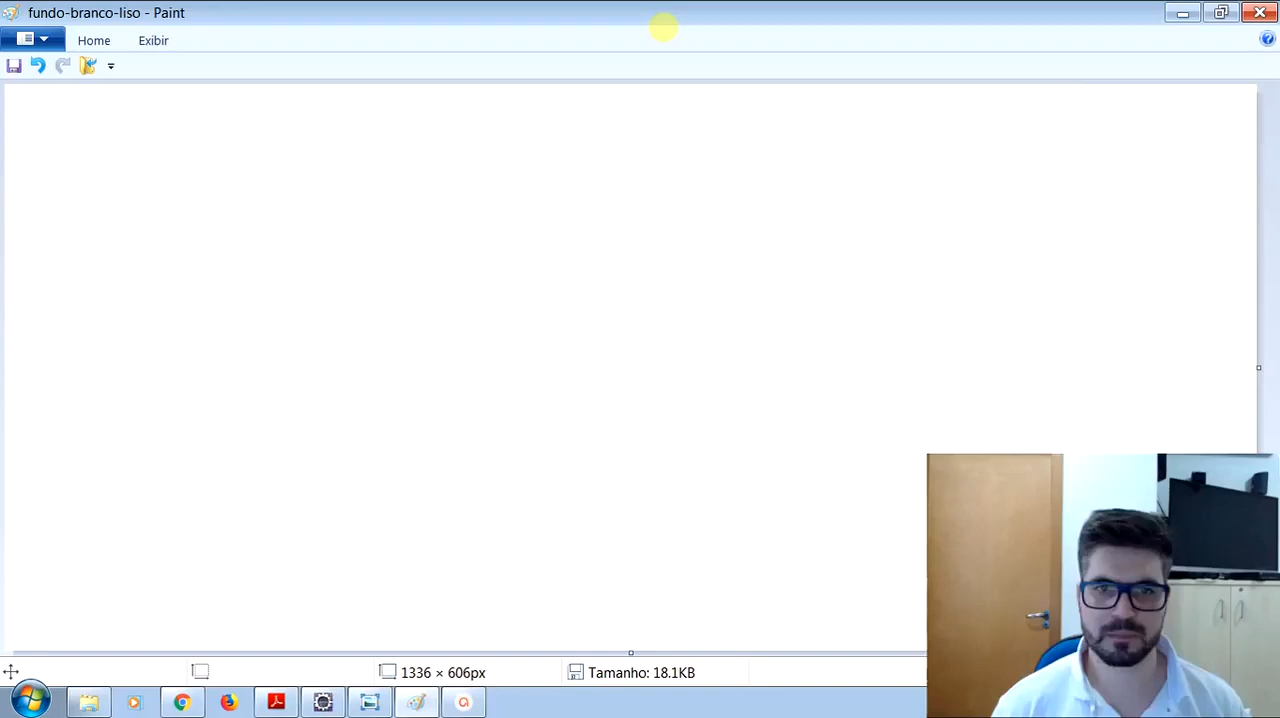 fundo-branco-liso - Paint
Home Exibir
1336 × 606px Tamanho: 18.1KB